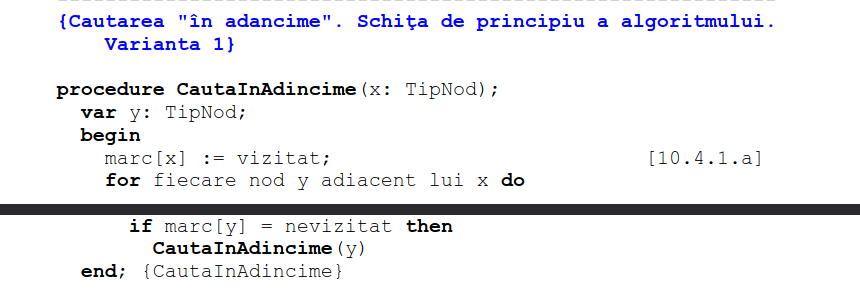 {Cautarea "în adancime". Schiţa de principiu a algoritmului.
Varianta 1}
procedure CautaInAdincime(x: TipNod);
var y: TipNod;
begin
marc[x] := vizitat; [10.4.1.a]
for fiecare nod y adiacent lui x do
if marc[y] = nevizitat then
CautaInAdincime(y)
end; {CautaInAdincime}